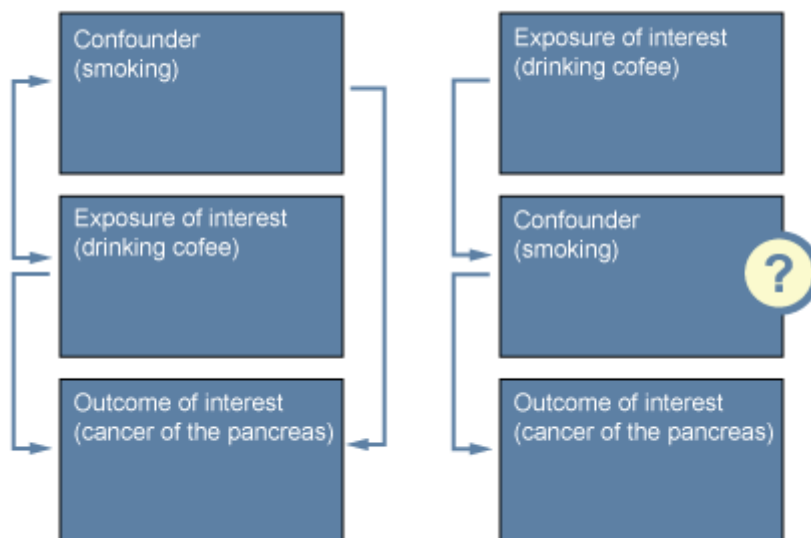 Confounder
(smoking)
Exposure of interest
(drinking cofee)
Outcome of interest
(cancer of the pancreas)
Exposure of interest
(drinking cofee)
Confounder
(smoking)
?
Outcome of interest
(cancer of the pancreas)